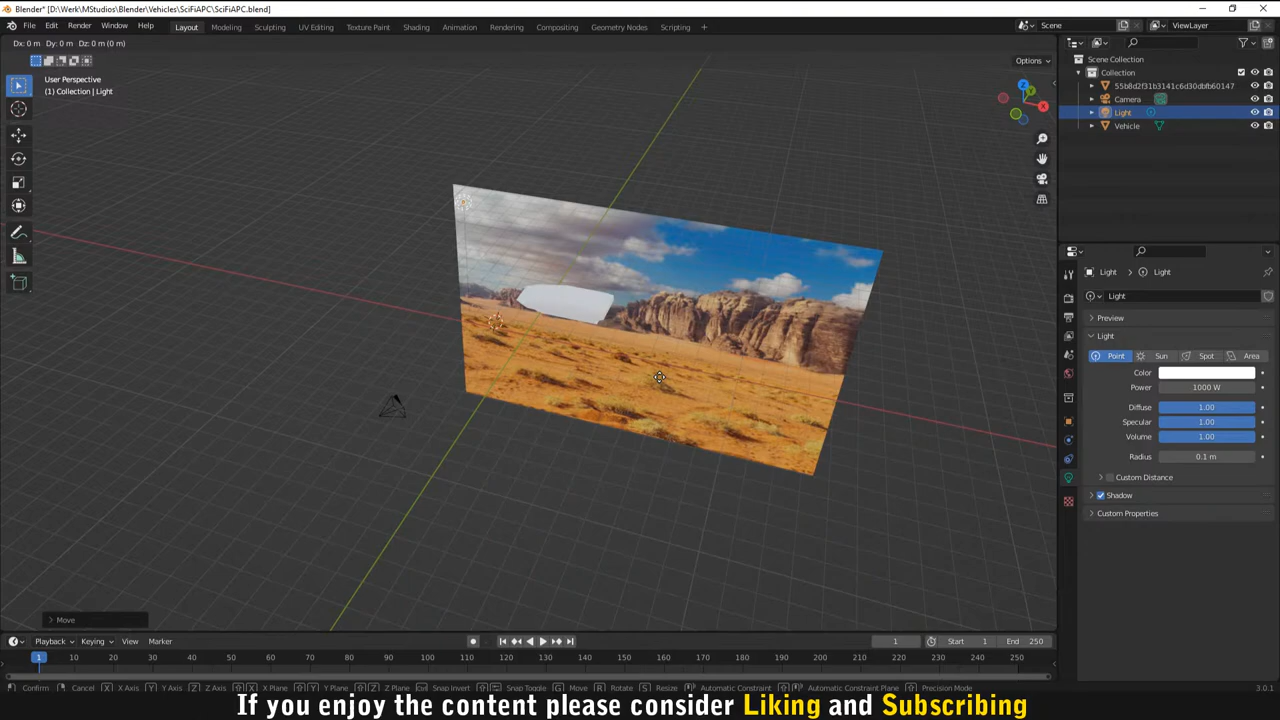 Blender* [D:\Werk\MStudios\Blender\Vehicles\SciFiAPC\SciFiAPC.blend]
File Edit Render Window Help Layout Modeling Sculpting UV Editing Texture Paint Shading Animation Rendering Compositing Geometry Nodes Scripting Scene ViewLayer
Dx: 0 m Dy: 0 m Dz: 0 m (0 m)
Options
User Perspective
(1) Collection | Light
Z
Y
X
Scene Collection
Collection
55b8d2f31b3141c6d30dbfb60147
Camera
Light
Vehicle
Light Light
Light
Preview
Light
Point Sun Spot Area
Color
Power 1000 W
Diffuse 1.00
Specular 1.00
Volume 1.00
Radius 0.1 m
Custom Distance
Shadow
Custom Properties
Move
Playback Keying View Marker 1 Start 1 End 250
1 10 20 30 40 50 60 70 80 90 100 110 120 130 140 150 160 170 180 190 200 210 220 230 240 250
Confirm Cancel X X Axis Y Y Axis Z Z Axis X X Plane Y Y Plane Z Z Plane Snap Invert Snap Toggle G Move R Rotate S Resize Automatic Constraint Automatic Constraint Plane Precision Mode 3.0.1
If you enjoy the content please consider Liking and Subscribing